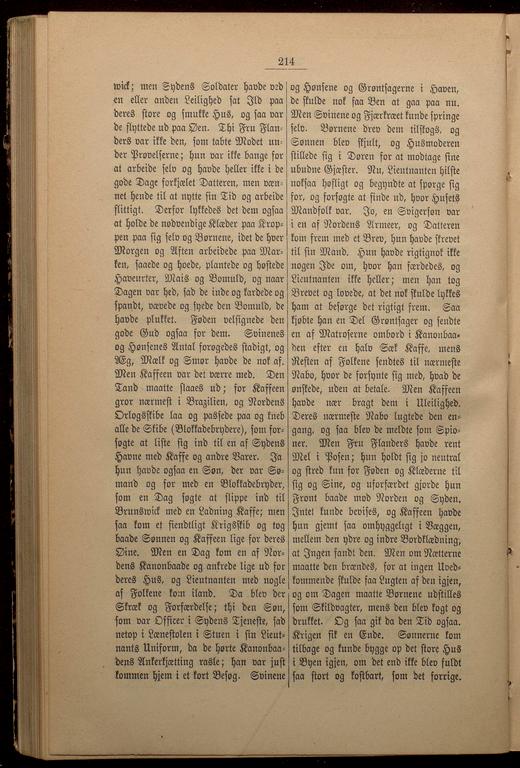 214
wick; men Sydens Soldater havde ved
en eller anden Leilighed sat Ild paa
deres store og smukke Hus, og saa var
de flyttede ud paa Øen. Thi Fru Flan-
ders var ikke den, som tabte Modet un-
der Prøvelserne; hun var ikke bange for
at arbeide selv og havde heller ikke i de
gode Dage forkjælet Datteren, men væn-
net hende til at nytte sin Tid og arbeide
flittigt. Derfor lykkedes det dem ogsaa
at holde de nødvendige Klæder paa Krop-
pen paa sig selv og Børnene, idet de hver
Morgen og Aften arbeidede paa Mar-
ken, saaede og hoede, plantede og høstede
Haveurter, Mais og Bomuld, og naar
Dagen var hed, sad de inde og kardede og
spandt, vævede og syede den Bomuld, de
havde plukket. Føden velsignede den
gode Gud ogsaa for dem. Svinenes
og Hønsenes Antal forøgedes stadigt, og
Æg, Mælk og Smør havde de nok af.
Men Kaffeen var det værre med. Den
Tand maatte slaaes ud; for Kaffeen
gror nærmest i Brazilien, og Nordens
Orlogsskibe laa og passede paa og kneb
alle de Skibe (Blokkadebrydere), som for-
søgte at liste sig ind til en af Sydens
Havne med Kaffe og andre Varer. Ja
hun havde ogsaa en Søn, der var Sø-
mand og før med en Blokkadebryder,
som en Dag søgte at slippe ind til
Brunswick med en Ladning Kaffe; men
saa kom et fiendtligt Krigsskib og tog
baade Sønnen og Kaffeen lige for deres
Øine. Men en Dag kom en af Nor-
dens Kanonbaade og ankrede lige ud for
deres Hus, og Lieutnanten med nogle
af Folkene kom iland. Da blev der
Skræk og Forfærdelse; thi den Søn,
som var Officer i Sydens Tjeneste, sad
netop i Lænestolen i Stuen i sin Lieut-
nants Uniform, da de hørte Kanonbaa-
dens Ankerkjætting rasle; han var just
kommen hjem i et kort Besøg. Svinene
og Hønsene og Grøntsagerne i Haven,
de skulde nok saa Ben at gaa paa nu.
Men Svinene og Fjærkræet kunde springe
selv. Børnene drev dem tilskogs, og
Sønnen blev skjult, og Husmoderen
stillede sig i Døren for at modtage sine
ubudne Gjæster. Nu, Lieutnanten hilste
noksaa høfligt og begyndte at spørge sig
for, og forsøgte at finde ud, hvor Husets
Mandfolk var. Jo, en Svigersøn var
i en af Nordens Armeer, og Datteren
kom frem med et Brev, hun havde skrevet
til sin Mand. Hun havde rigtignok ikke
nogen Ide om, hvor han færdedes, og
Lieutnanten ikke heller; men han tog
Brevet og lovede, at det nok skulde lykkes
ham at besørge det rigtigt frem. Saa
kjøbte han en Del Grøntsager og sendte
en af Matroserne ombord i Kanonbaa-
den efter en halv Sæk Kaffe, mens
Resten af Folkene sendtes til nærmeste
Nabo, hvor de forsynte sig med, hvad de
ønskede, uden at betale. Men Kaffeen
havde nær bragt dem i Uleilighed.
Deres nærmeste Nabo lugtede den en-
gang, og saa blev de meldte som Spio-
ner. Men Fru Flanders havde rent
Mel i Posen; hun holdt sig jo neutral
og stred kun for Føden og Klæderne til
sig og Sine, og uforfærdet gjorde hun
Front baade mod Norden og Syden.
Intet kunde bevises, og Kaffeen havde
hun gjemt saa omhyggeligt i Væggen,
mellem den ydre og indre Bordklædning,
at Ingen fandt den. Men om Nætterne
maatte den brændes, for at ingen Uved-
kommende skulde faa Lugten af den igjen,
og om Dagen maatte Børnene udstilles
som Skildvagter, mens den blev kogt og
drukket. Og saa gik da den Tid ogsaa.
Krigen fik en Ende. Sønnerne kom
tilbage og kunde bygge op det store Hus
i Byen igjen, om det end ikke blev fuldt
saa stort og kostbart, som det forrige.